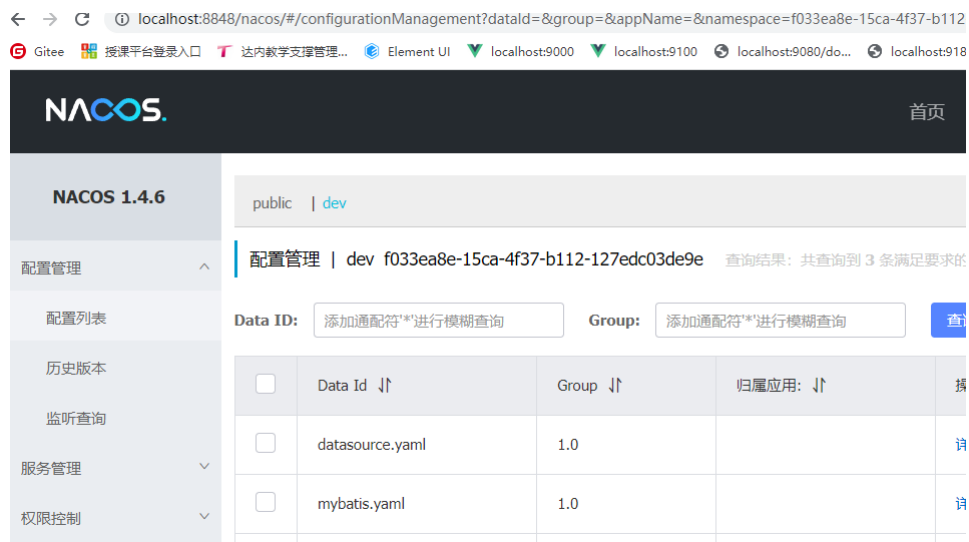 localhost:8848/nacos/#/configurationManagement?dataId=&group=&appName=&namespace=f033ea8e-15ca-4f37-b112
Gitee 授课平台登录入口 达内教学支撑管理... Element UI localhost:9000 localhost:9100 localhost:9080/do... localhost:918
NACOS.
首页
NACOS 1.4.6
public | dev
配置管理
配置管理 | dev f033ea8e-15ca-4f37-b112-127edc03de9e 查询结果：共查询到 3 条满足要求的
配置列表
Data ID: 添加通配符'*'进行模糊查询 Group: 添加通配符'*'进行模糊查询 查
历史版本
Data Id Group 归属应用:
监听查询
datasource.yaml 1.0 详
服务管理
mybatis.yaml 1.0 详
权限控制